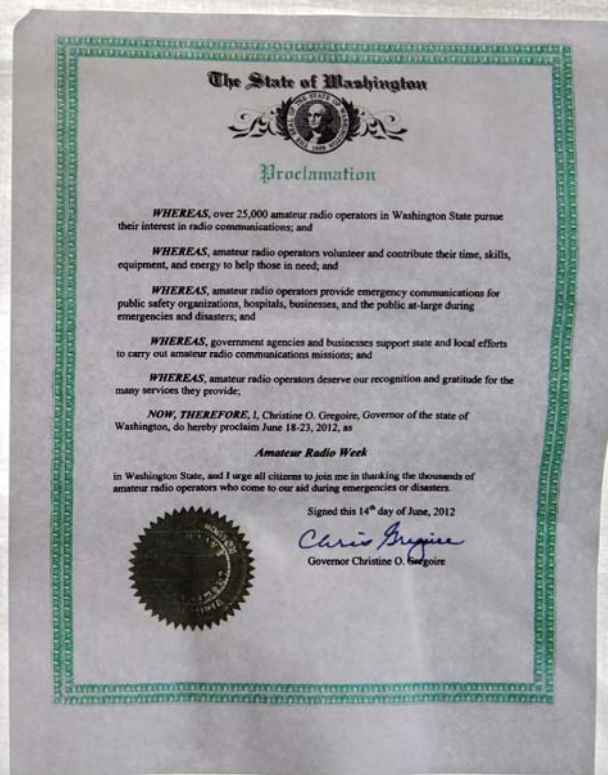 The State of Washington
THE SEAL OF THE STATE OF WASHINGTON
1889
Proclamation
WHEREAS, over 25,000 amateur radio operators in Washington State pursue
their interest in radio communications; and
WHEREAS, amateur radio operators volunteer and contribute their time, skills,
equipment, and energy to help those in need; and
WHEREAS, amateur radio operators provide emergency communications for
public safety organizations, hospitals, businesses, and the public at-large during
emergencies and disasters; and
WHEREAS, government agencies and businesses support state and local efforts
to carry out amateur radio communications missions; and
WHEREAS, amateur radio operators deserve our recognition and gratitude for the
many services they provide;
NOW, THEREFORE, I, Christine O. Gregoire, Governor of the state of
Washington, do hereby proclaim June 18-23, 2012, as
Amateur Radio Week
in Washington State, and I urge all citizens to join me in thanking the thousands of
amateur radio operators who come to our aid during emergencies or disasters.
Signed this 14th day of June, 2012
Chris Gregoire
Governor Christine O. Gregoire